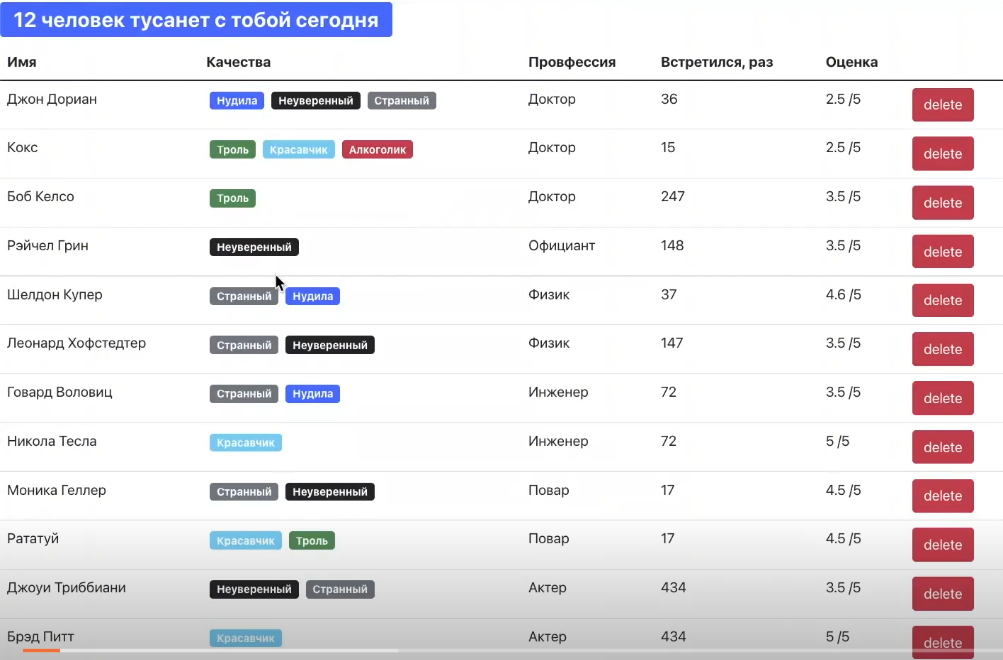 12 человек тусанет с тобой сегодня
Имя Качества Провфессия Встретился, раз Оценка
Джон Дориан Нудила Неуверенный Странный Доктор 36 2.5 /5 delete
Кокс Троль Красавчик Алкоголик Доктор 15 2.5 /5 delete
Боб Келсо Троль Доктор 247 3.5 /5 delete
Рэйчел Грин Неуверенный Официант 148 3.5 /5 delete
Шелдон Купер Странный Нудила Физик 37 4.6 /5 delete
Леонард Хофстедтер Странный Неуверенный Физик 147 3.5 /5 delete
Говард Воловиц Странный Нудила Инженер 72 3.5 /5 delete
Никола Тесла Красавчик Инженер 72 5 /5 delete
Моника Геллер Странный Неуверенный Повар 17 4.5 /5 delete
Рататуй Красавчик Троль Повар 17 4.5 /5 delete
Джоуи Триббиани Неуверенный Странный Актер 434 3.5 /5 delete
Брэд Питт Красавчик Актер 434 5 /5 delete